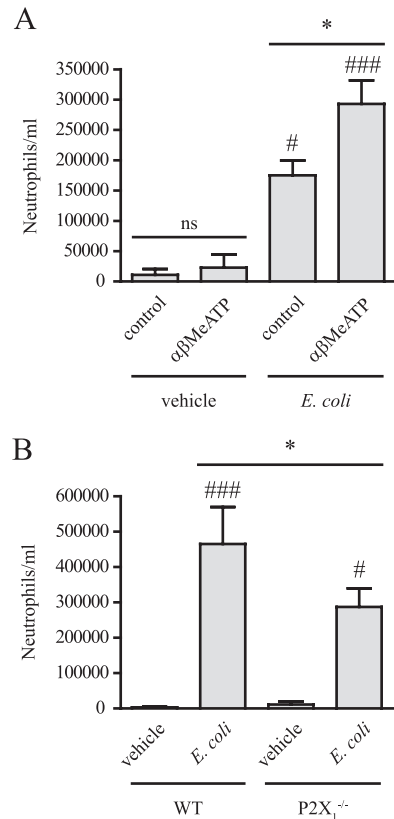 A
*
###
#
ns
350000
300000
250000
200000
150000
100000
50000
0
Neutrophils/ml
control
αβMeATP
control
αβMeATP
vehicle
E. coli
B
*
###
#
600000
500000
400000
300000
200000
100000
0
Neutrophils/ml
vehicle
E. coli
vehicle
E. coli
WT
P2X₁⁻/⁻